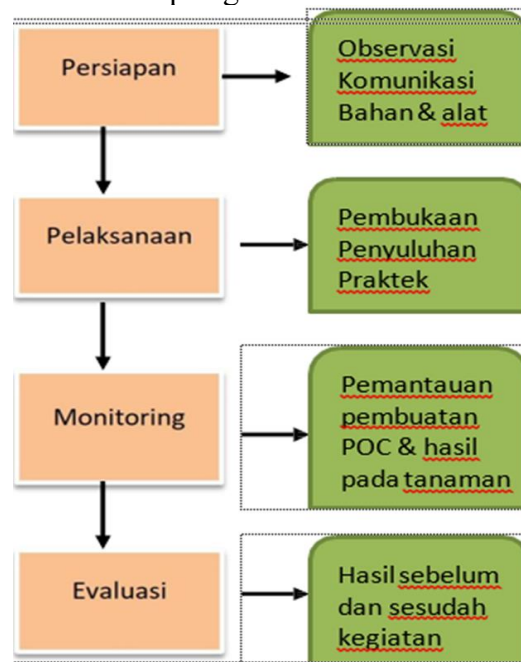 Persiapan
Observasi
Komunikasi
Bahan & alat
Pelaksanaan
Pembukaan
Penyuluhan
Praktek
Monitoring
Pemantauan
pembuatan
POC & hasil
pada tanaman
Evaluasi
Hasil sebelum
dan sesudah
kegiatan